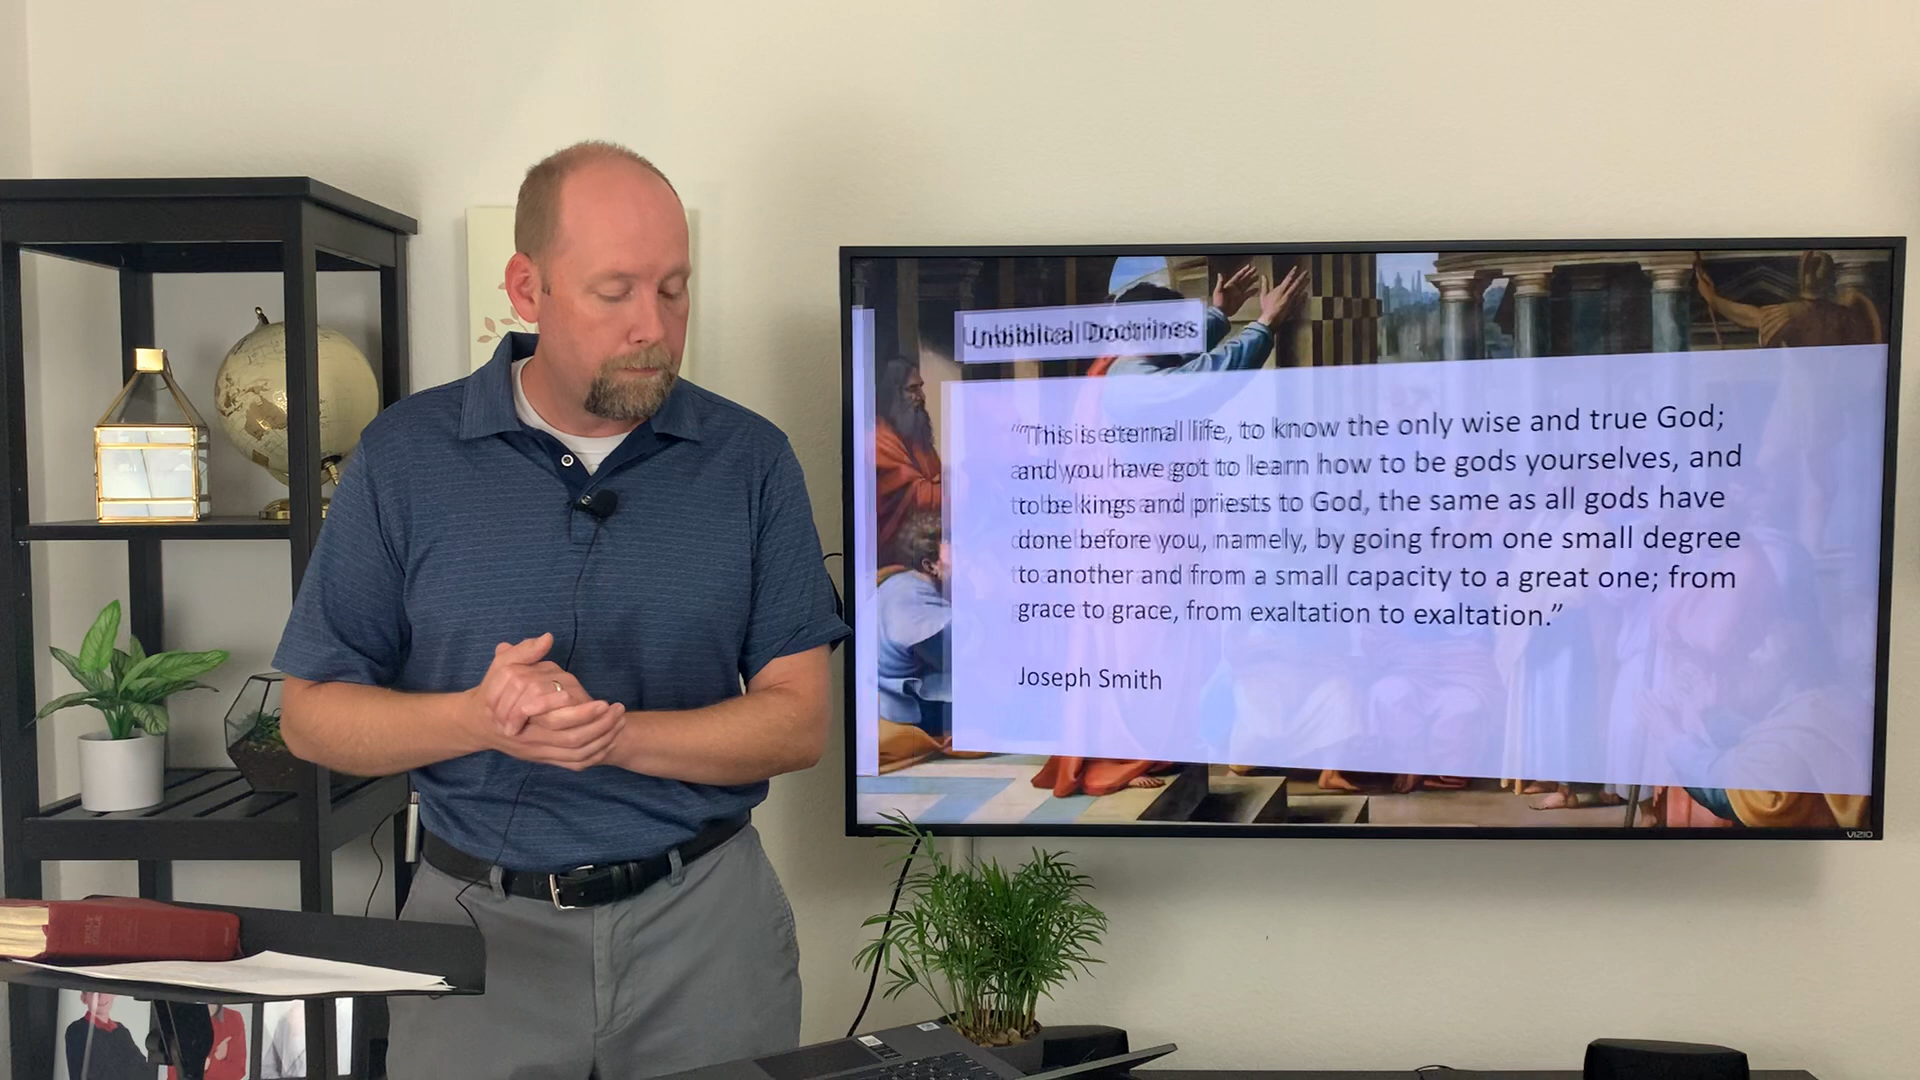 Unbiblical Doctrines
"This is eternal life, to know the only wise and true God;
and you have got to learn how to be gods yourselves, and
to be kings and priests to God, the same as all gods have
done before you, namely, by going from one small degree
to another and from a small capacity to a great one; from
grace to grace, from exaltation to exaltation.”
Joseph Smith
VIZIO
HOLY
BIBLE